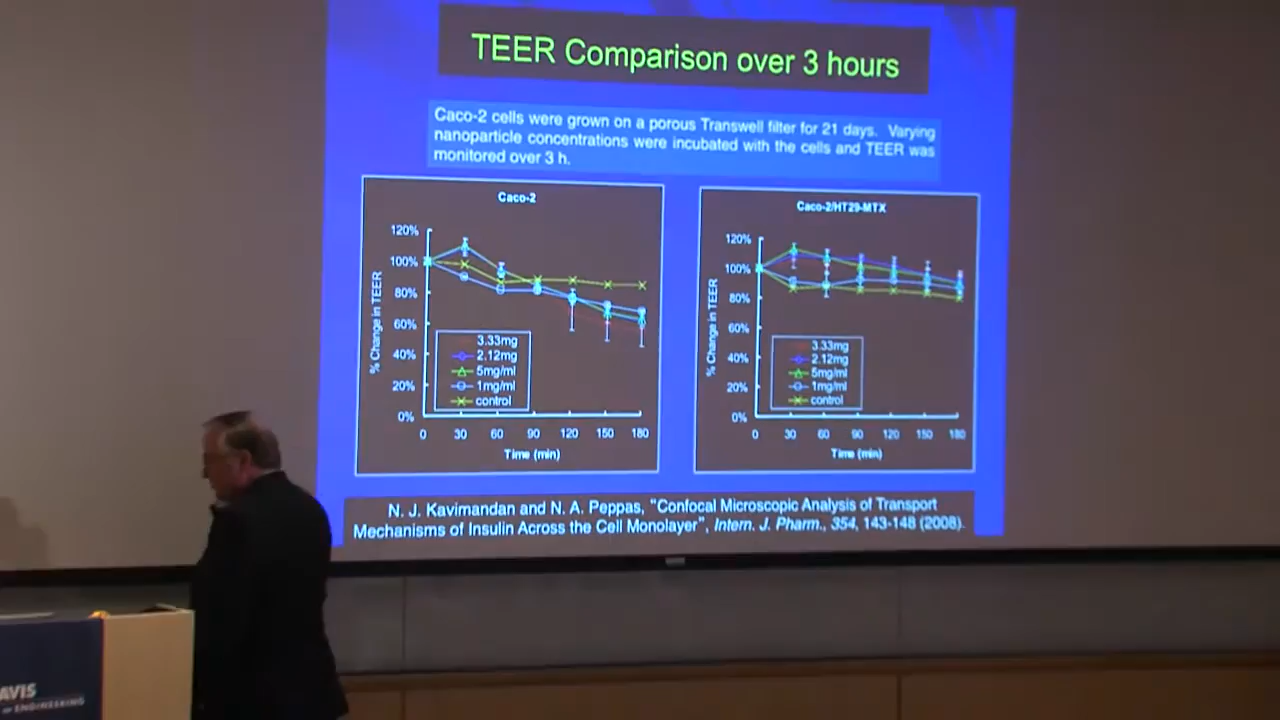 TEER Comparison over 3 hours
Caco-2 cells were grown on a porous Transwell filter for 21 days. Varying
nanoparticle concentrations were incubated with the cells and TEER was
monitored over 3 h.
Caco-2
120%
100%
80%
60%
40%
20%
0%
% Change in TEER
3.33mg
2.12mg
5mg/ml
1mg/ml
control
0 30 60 90 120 150 180
Time (min)
Caco-2/HT29-MTX
120%
100%
80%
60%
40%
20%
0%
% Change in TEER
3.33mg
2.12mg
5mg/ml
1mg/ml
control
0 30 60 90 120 150 180
Time (min)
N. J. Kavimandan and N. A. Peppas, "Confocal Microscopic Analysis of Transport
Mechanisms of Insulin Across the Cell Monolayer", Intern. J. Pharm., 354, 143-148 (2008).
AVIS
OF ENGINEERING